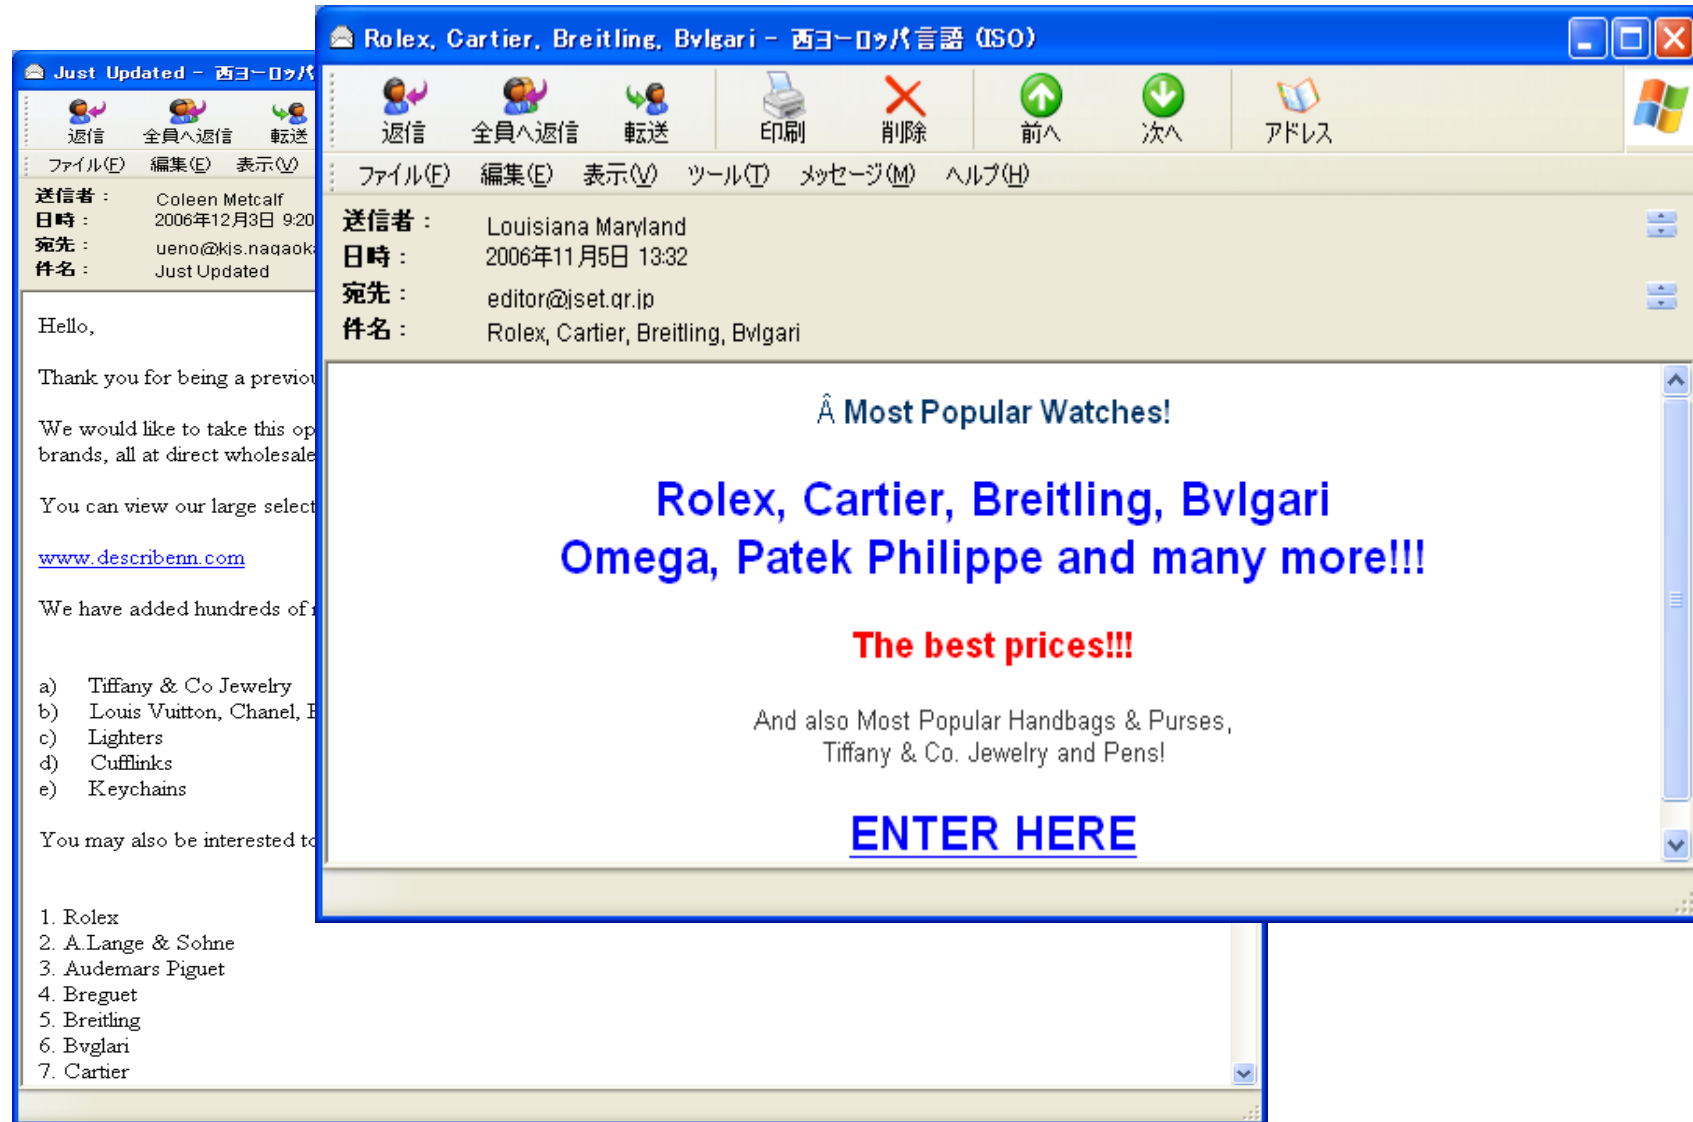 Rolex, Cartier, Breitling, Bvlgari - 西ヨーロッパ言語 (ISO)
返信 全員へ返信 転送 印刷 削除 前へ 次へ アドレス
ファイル(F) 編集(E) 表示(V) ツール(T) メッセージ(M) ヘルプ(H)
送信者： Louisiana Maryland
日時： 2006年11月5日 13:32
宛先： editor@jset.gr.jp
件名： Rolex, Cartier, Breitling, Bvlgari
Â Most Popular Watches!
Rolex, Cartier, Breitling, Bvlgari
Omega, Patek Philippe and many more!!!
The best prices!!!
And also Most Popular Handbags & Purses,
Tiffany & Co. Jewelry and Pens!
ENTER HERE
Just Updated - 西ヨーロッパ
返信 全員へ返信 転送
ファイル(F) 編集(E) 表示(V)
送信者： Coleen Metcalf
日時： 2006年12月3日 9:20
宛先： ueno@kjs.nagaok
件名： Just Updated
Hello,
Thank you for being a previou
We would like to take this op
brands, all at direct wholesale
You can view our large select
www.describenn.com
We have added hundreds of
a) Tiffany & Co Jewelry
b) Louis Vuitton, Chanel,
c) Lighters
d) Cufflinks
e) Keychains
You may also be interested to
1. Rolex
2. A.Lange & Sohne
3. Audemars Piguet
4. Breguet
5. Breitling
6. Bvglari
7. Cartier